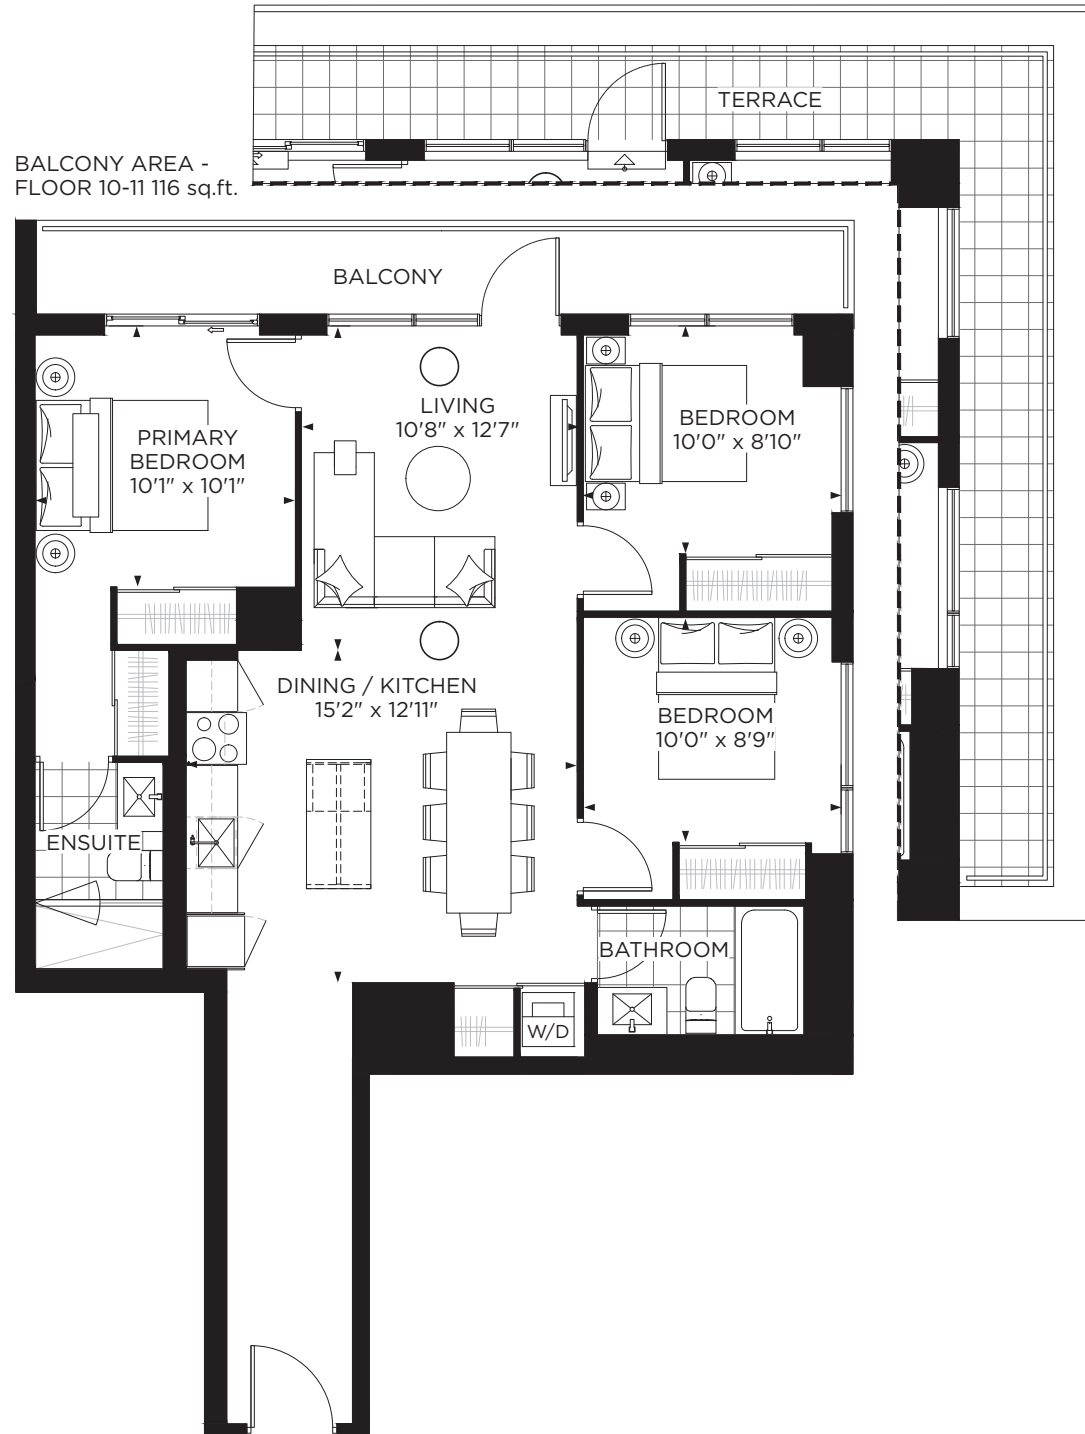 TERRACE
BALCONY AREA -
FLOOR 10-11 116 sq.ft.
BALCONY
LIVING
10'8" x 12'7"
BEDROOM
10'0" x 8'10"
PRIMARY
BEDROOM
10'1" x 10'1"
DINING / KITCHEN
15'2" x 12'11"
BEDROOM
10'0" x 8'9"
ENSUITE
BATHROOM
W/D